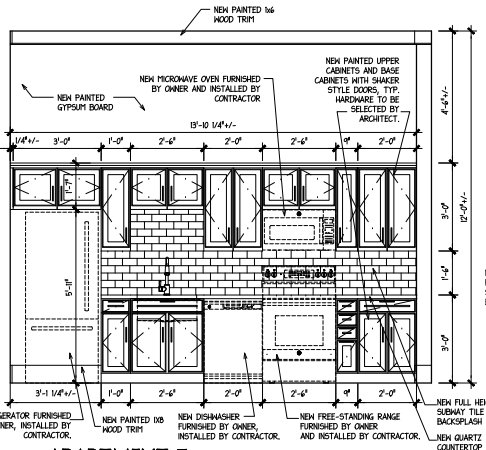 NEW PAINTED 1x6
WOOD TRIM
NEW PAINTED UPPER
CABINETS AND BASE
CABINETS WITH SHAKER
STYLE DOORS, TYP.
HARDWARE TO BE
SELECTED BY
ARCHITECT.
NEW MICROWAVE OVEN FURNISHED
BY OWNER AND INSTALLED BY
CONTRACTOR
NEW PAINTED
GYPSUM BOARD
4'-6"+/-
13'-10 1/4"+/-
1/4"+/-
3'-0"
1'-0"
2'-6"
2'-0"
2'-6"
9"
2'-0"
1'-7"
3'-0"
12'-0"+/-
5'-11"
1'-6"
3'-0"
3'-1 1/4"+/-
1'-0"
2'-6"
2'-0"
2'-6"
9"
2'-0"
GERATOR FURNISHED
NER, INSTALLED BY
CONTRACTOR.
NEW PAINTED 1X8
WOOD TRIM
NEW DISHWASHER
FURNISHED BY OWNER,
INSTALLED BY CONTRACTOR.
NEW FREE-STANDING RANGE
FURNISHED BY OWNER
AND INSTALLED BY CONTRACTOR.
NEW FULL HEI
SUBWAY TILE
BACKSPLASH
NEW QUARTZ
COUNTERTOP